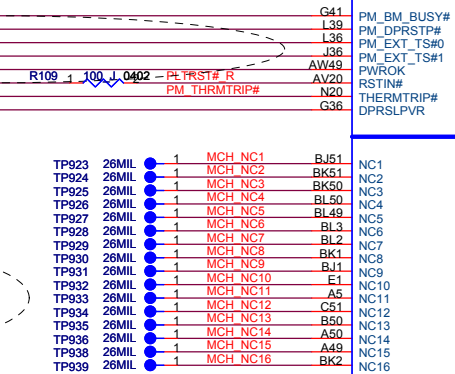 G41 PM_BM_BUSY#
L39 PM_DPRSTP#
L36 PM_EXT_TS#0
J36 PM_EXT_TS#1
AW49 PWROK
R109 1 100_J_0402 PLTRST#_R AV20 RSTIN#
PM_THRMTRIP# N20 THERMTRIP#
G36 DPRSLPVR
TP923 26MIL 1 MCH_NC1 BJ51 NC1
TP924 26MIL 1 MCH_NC2 BK51 NC2
TP925 26MIL 1 MCH_NC3 BK50 NC3
TP926 26MIL 1 MCH_NC4 BL50 NC4
TP927 26MIL 1 MCH_NC5 BL49 NC5
TP928 26MIL 1 MCH_NC6 BL3 NC6
TP929 26MIL 1 MCH_NC7 BL2 NC7
TP930 26MIL 1 MCH_NC8 BK1 NC8
TP931 26MIL 1 MCH_NC9 BJ1 NC9
TP932 26MIL 1 MCH_NC10 E1 NC10
TP933 26MIL 1 MCH_NC11 A5 NC11
TP934 26MIL 1 MCH_NC12 C51 NC12
TP935 26MIL 1 MCH_NC13 B50 NC13
TP936 26MIL 1 MCH_NC14 A50 NC14
TP938 26MIL 1 MCH_NC15 A49 NC15
TP939 26MIL 1 MCH_NC16 BK2 NC16